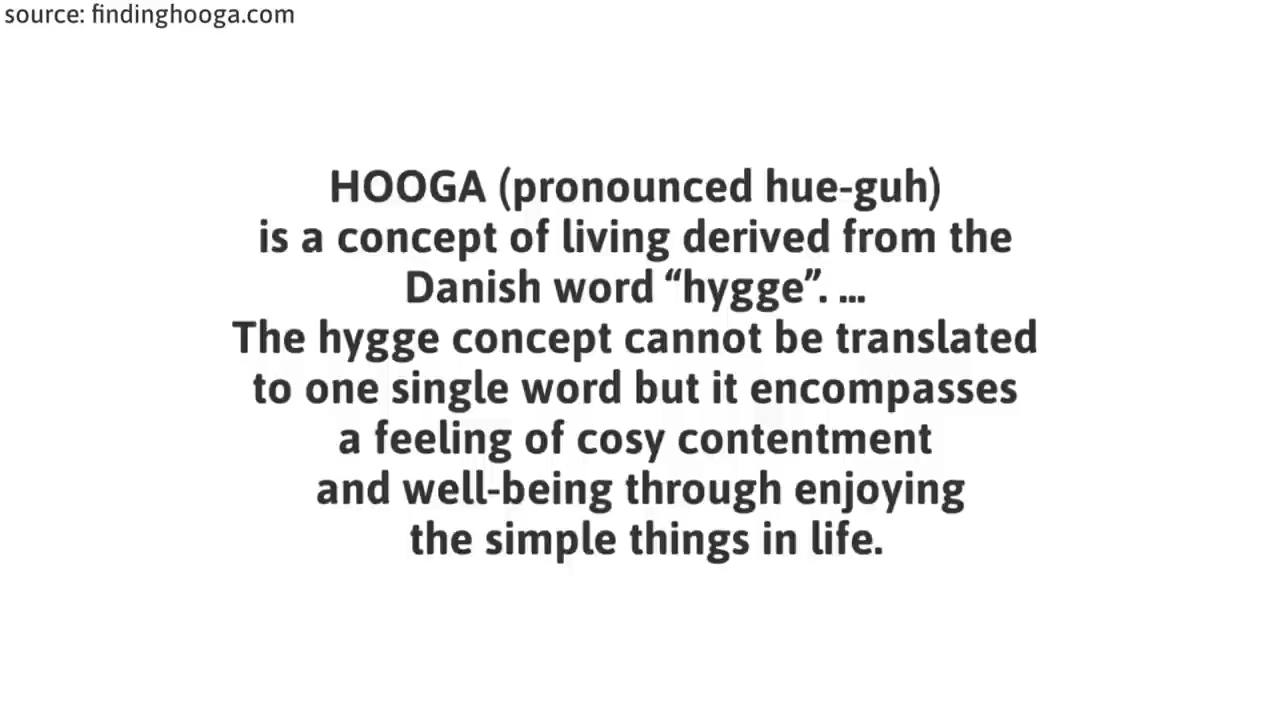 source: findinghooga.com
HOOGA (pronounced hue-guh)
is a concept of living derived from the
Danish word “hygge”. ...
The hygge concept cannot be translated
to one single word but it encompasses
a feeling of cosy contentment
and well-being through enjoying
the simple things in life.